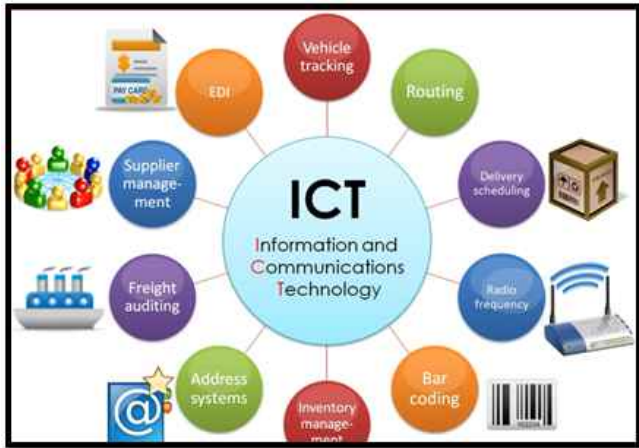 Vehicle
tracking
EDI
Routing
PAY CARD
Supplier
manage-
ment
Delivery
scheduling
ICT
Information and
Communications
Technology
Freight
auditing
Radio
frequency
Address
systems
Bar
coding
Inventory
manage-
ment
@
$